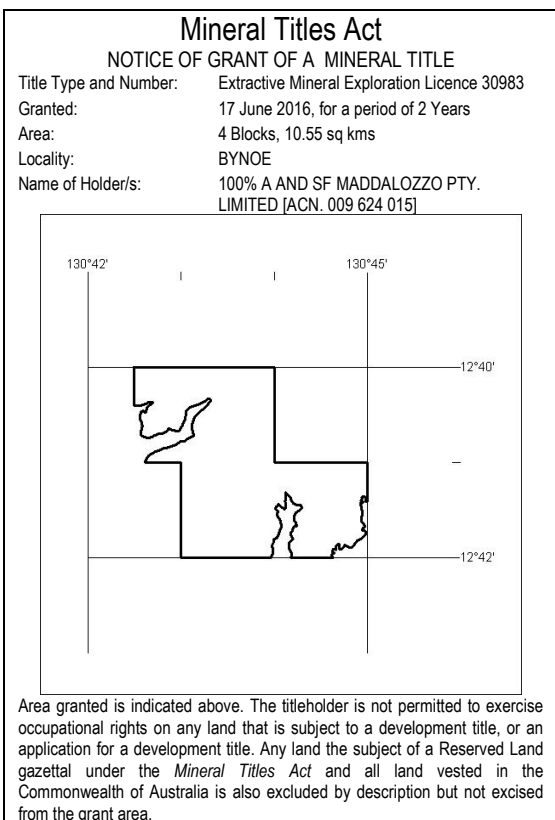 Mineral Titles Act
NOTICE OF GRANT OF A MINERAL TITLE
Title Type and Number: Extractive Mineral Exploration Licence 30983
Granted: 17 June 2016, for a period of 2 Years
Area: 4 Blocks, 10.55 sq kms
Locality: BYNOE
Name of Holder/s: 100% A AND SF MADDALOZZO PTY.
LIMITED [ACN. 009 624 015]
130°42' 130°45'
12°40'
12°42'
Area granted is indicated above. The titleholder is not permitted to exercise
occupational rights on any land that is subject to a development title, or an
application for a development title. Any land the subject of a Reserved Land
gazettal under the Mineral Titles Act and all land vested in the
Commonwealth of Australia is also excluded by description but not excised
from the grant area.